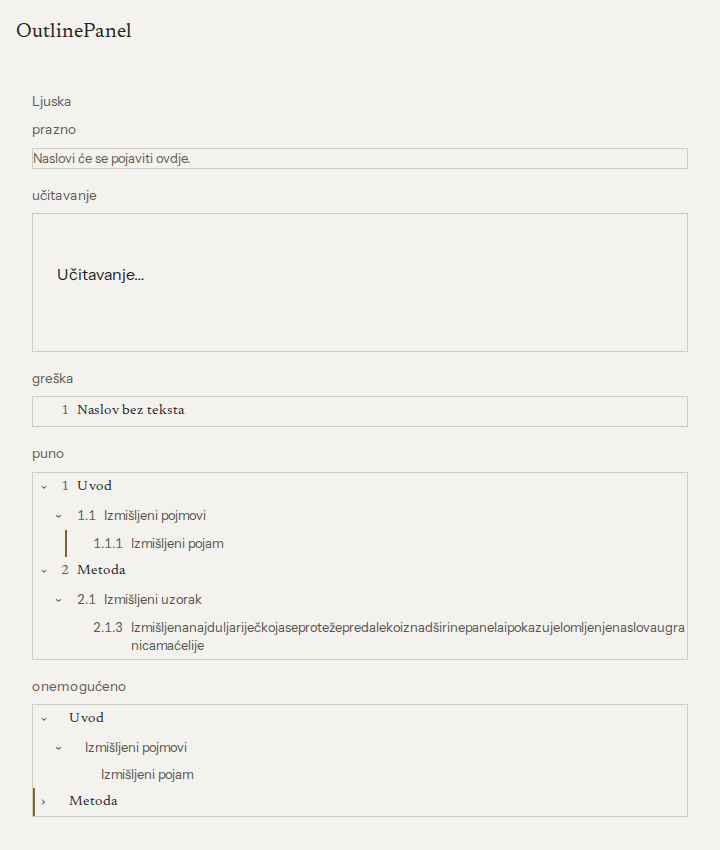 OutlinePanel
Ljuska
prazno
Naslovi će se pojaviti ovdje.
učitavanje
Učitavanje…
greška
1 Naslov bez teksta
puno
1 Uvod
1.1 Izmišljeni pojmovi
1.1.1 Izmišljeni pojam
2 Metoda
2.1 Izmišljeni uzorak
2.1.3 Izmišljenanajduljariječkojaseprotežepredalekoiznadširinepanelaipokazujelomljenjenaslovaugra
nicamaćelije
onemogućeno
Uvod
Izmišljeni pojmovi
Izmišljeni pojam
Metoda